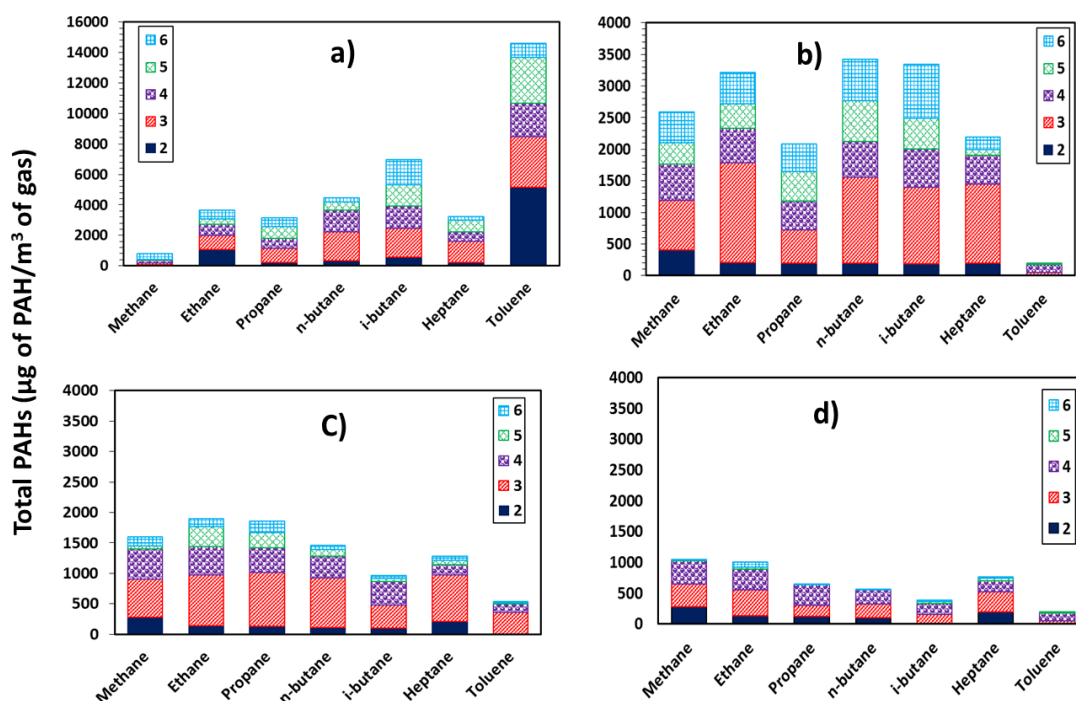 Total PAHs (µg of PAH/m³ of gas)
a)
16000
14000
12000
10000
8000
6000
4000
2000
0
6
5
4
3
2
Methane
Ethane
Propane
n-butane
i-butane
Heptane
Toluene
b)
4000
3500
3000
2500
2000
1500
1000
500
0
6
5
4
3
2
Methane
Ethane
Propane
n-butane
i-butane
Heptane
Toluene
C)
4000
3500
3000
2500
2000
1500
1000
500
0
6
5
4
3
2
Methane
Ethane
Propane
n-butane
i-butane
Heptane
Toluene
d)
4000
3500
3000
2500
2000
1500
1000
500
0
6
5
4
3
2
Methane
Ethane
Propane
n-butane
i-butane
Heptane
Toluene